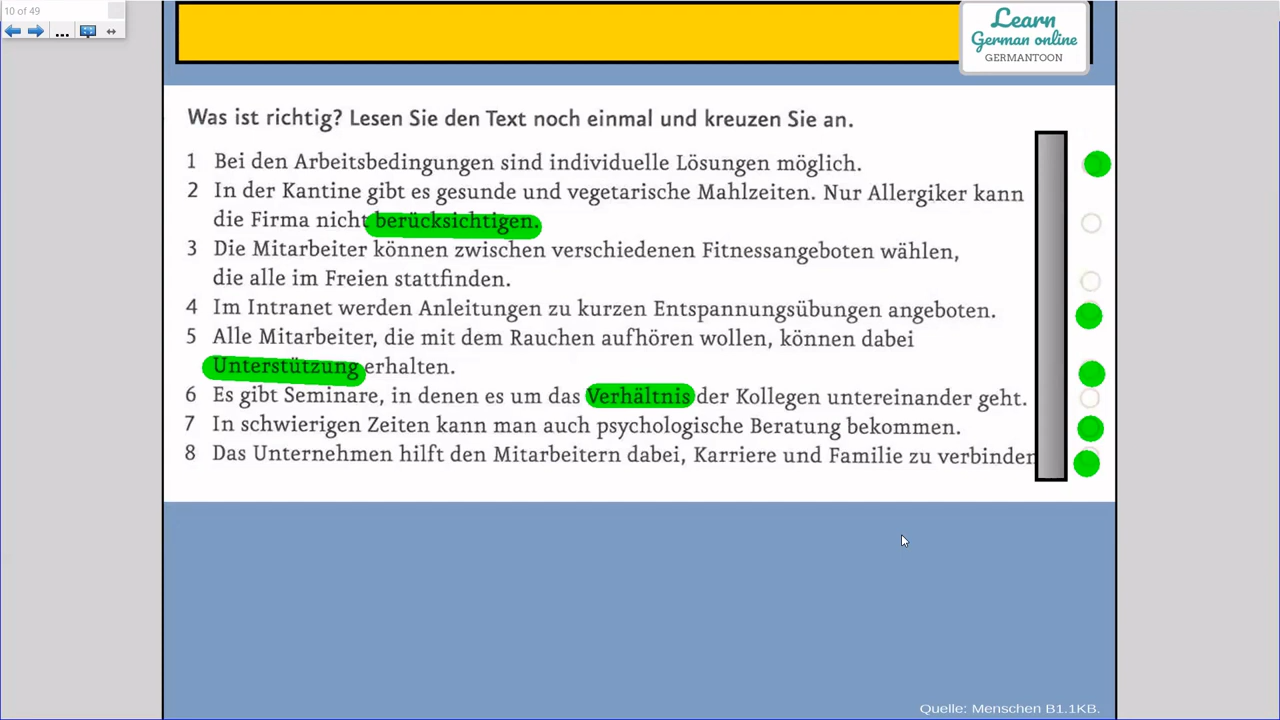 10 of 49
Learn
German online
GERMANTOON
Was ist richtig? Lesen Sie den Text noch einmal und kreuzen Sie an.
1 Bei den Arbeitsbedingungen sind individuelle Lösungen möglich.
2 In der Kantine gibt es gesunde und vegetarische Mahlzeiten. Nur Allergiker kann
die Firma nicht berücksichtigen.
3 Die Mitarbeiter können zwischen verschiedenen Fitnessangeboten wählen,
die alle im Freien stattfinden.
4 Im Intranet werden Anleitungen zu kurzen Entspannungsübungen angeboten.
5 Alle Mitarbeiter, die mit dem Rauchen aufhören wollen, können dabei
Unterstützung erhalten.
6 Es gibt Seminare, in denen es um das Verhältnis der Kollegen untereinander geht.
7 In schwierigen Zeiten kann man auch psychologische Beratung bekommen.
8 Das Unternehmen hilft den Mitarbeitern dabei, Karriere und Familie zu verbinden
Quelle: Menschen B1.1KB.